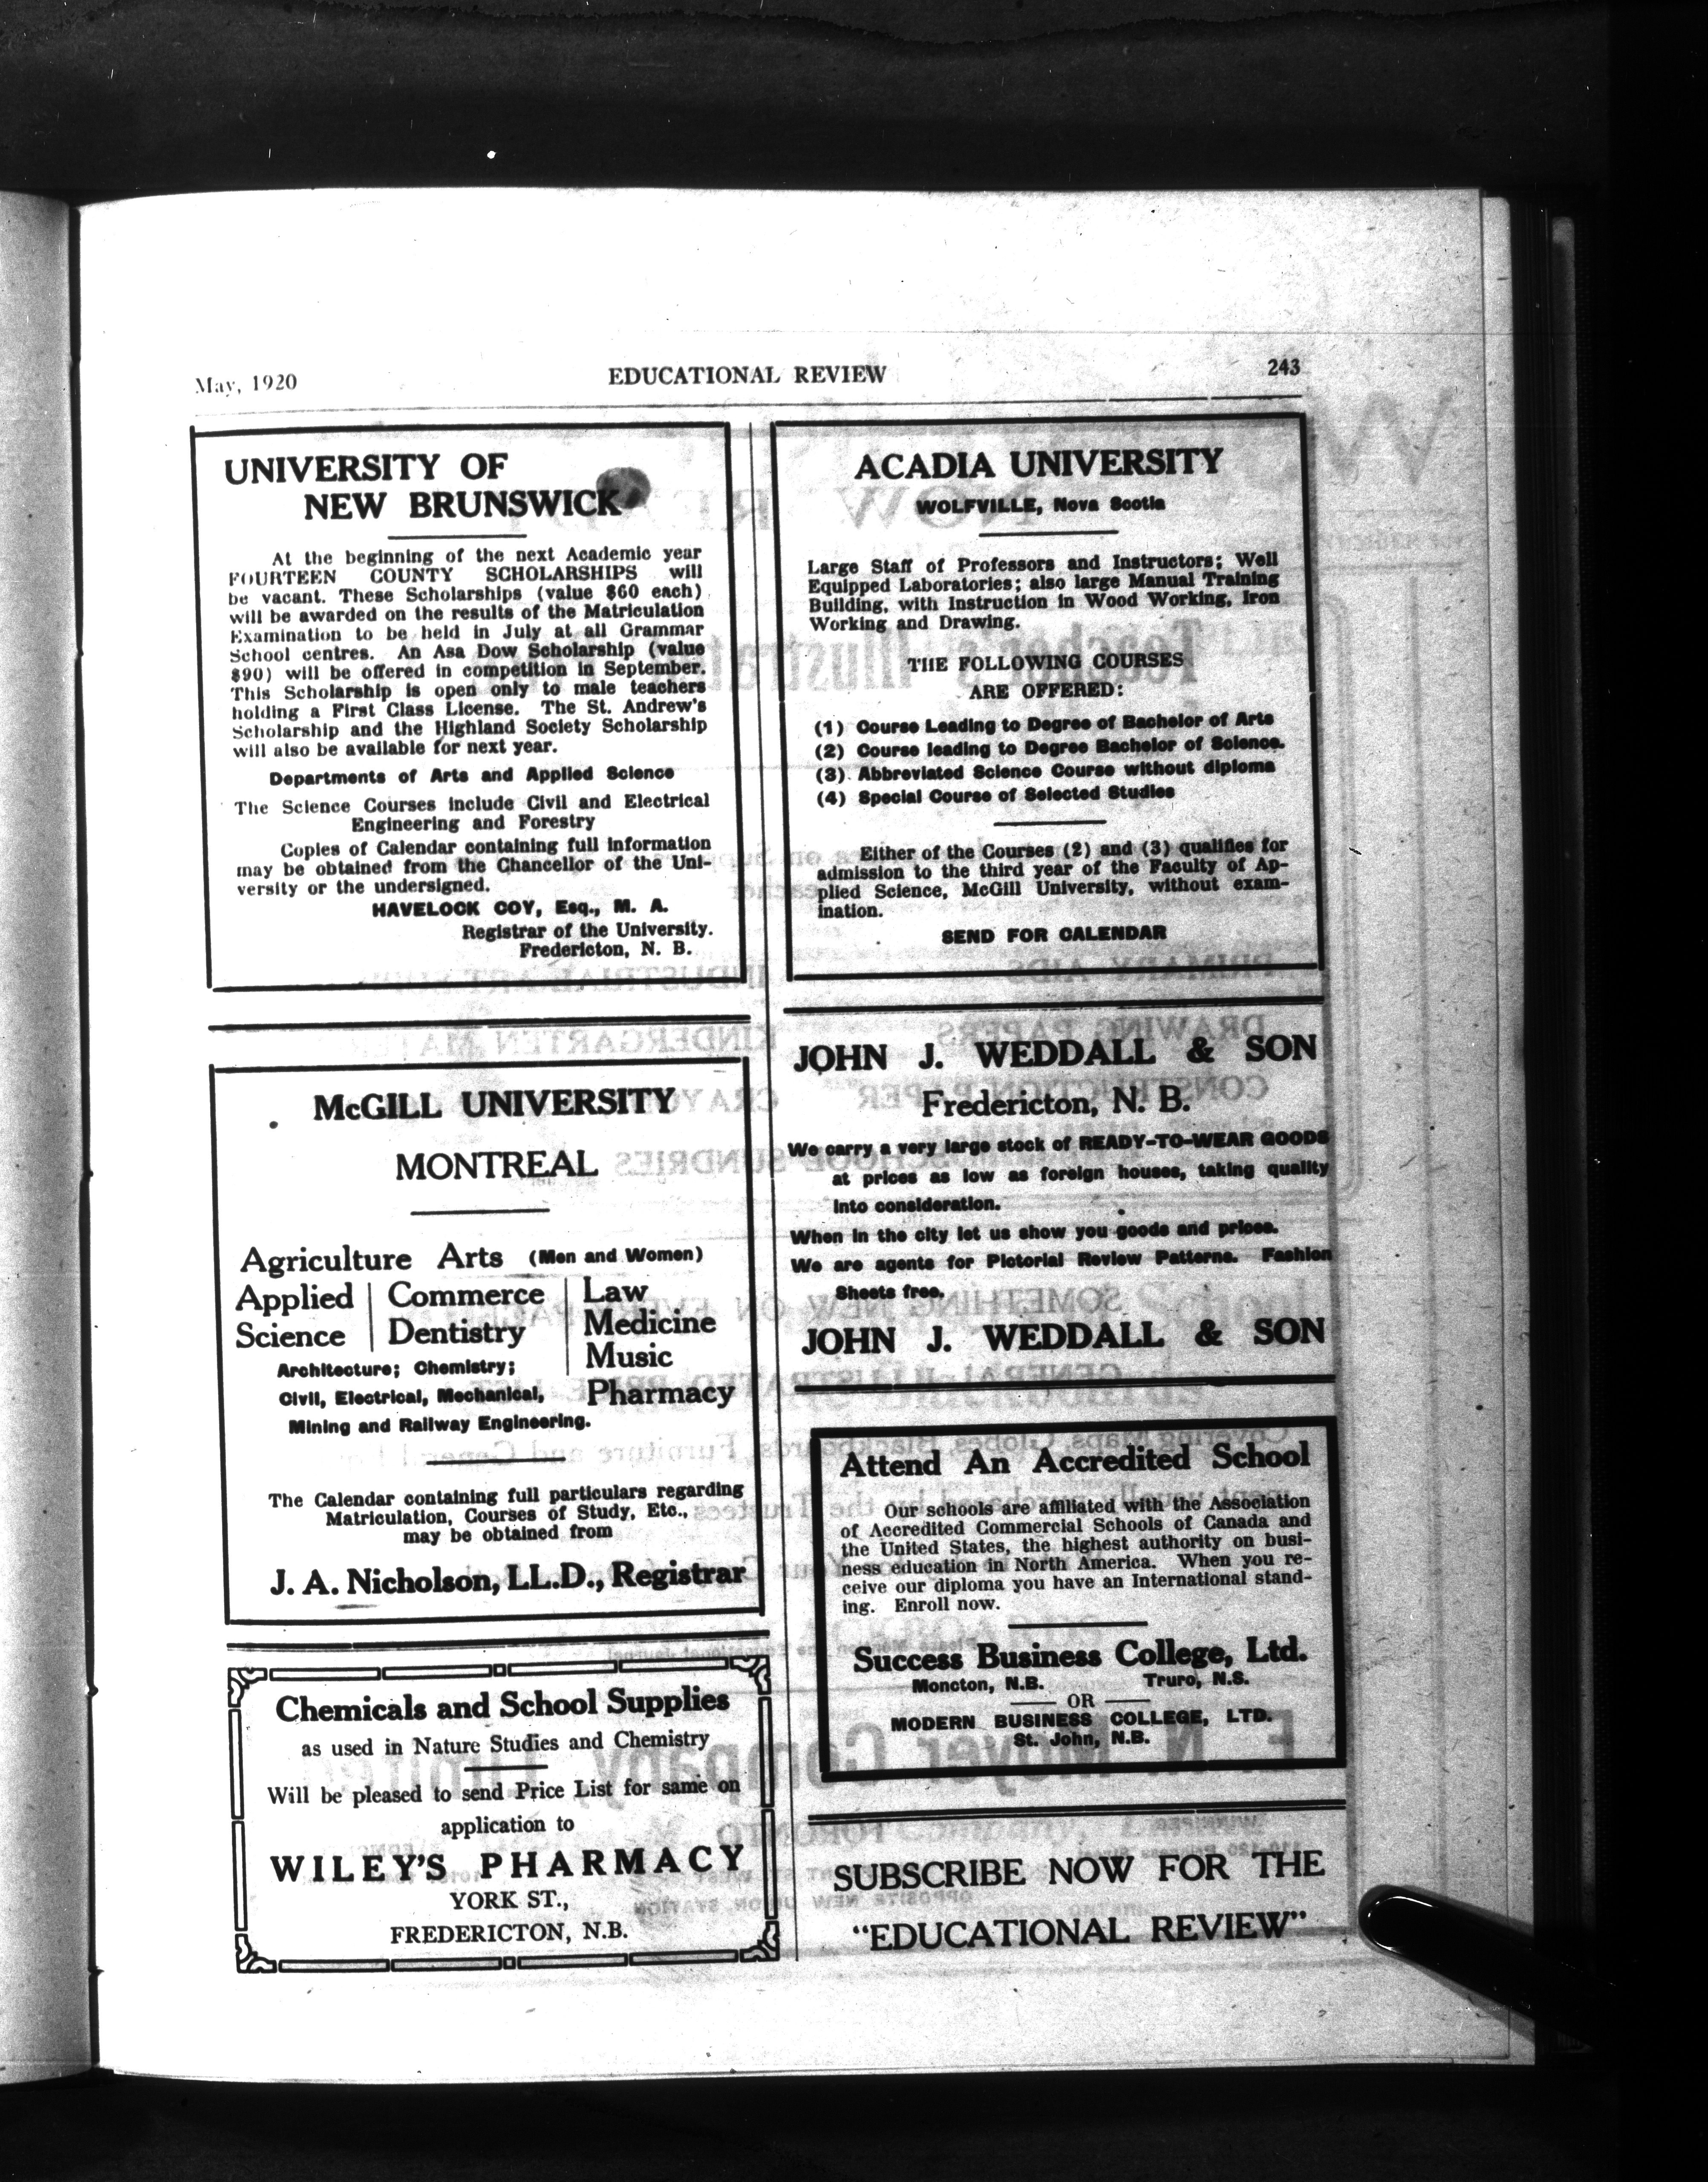 May, 1920
EDUCATIONAL REVIEW
243
UNIVERSITY OF
NEW BRUNSWICK
At the beginning of the next Academic year
FOURTEEN COUNTY SCHOLARSHIPS will
be vacant. These Scholarships (value $60 each)
will be awarded on the results of the Matriculation
Examination to be held in July at all Grammar
School centres. An Asa Dow Scholarship (value
$90) will be offered in competition in September.
This Scholarship is open only to male teachers
holding a First Class License. The St. Andrew's
Scholarship and the Highland Society Scholarship
will also be available for next year.
Departments of Arts and Applied Science
The Science Courses include Civil and Electrical
Engineering and Forestry
Copies of Calendar containing full information
may be obtained from the Chancellor of the Uni-
versity or the undersigned.
HAVELOCK COY, Esq., M. A.
Registrar of the University.
Fredericton, N. B.
McGILL UNIVERSITY
MONTREAL
Agriculture Arts (Men and Women)
Applied
Science
Commerce
Dentistry
Law
Medicine
Music
Pharmacy
Architecture; Chemistry;
Civil, Electrical, Mechanical,
Mining and Railway Engineering.
The Calendar containing full particulars regarding
Matriculation, Courses of Study, Etc.,
may be obtained from
J. A. Nicholson, LL.D., Registrar
Chemicals and School Supplies
as used in Nature Studies and Chemistry
Will be pleased to send Price List for same on
application to
WILEY'S PHARMACY
YORK ST.,
FREDERICTON, N.B.
ACADIA UNIVERSITY
WOLFVILLE, Nova Scotia
Large Staff of Professors and Instructors; Well
Equipped Laboratories; also large Manual Training
Building, with Instruction in Wood Working, Iron
Working and Drawing.
THE FOLLOWING COURSES
ARE OFFERED:
(1) Course Leading to Degree of Bachelor of Arts
(2) Course leading to Degree Bachelor of Science.
(3) Abbreviated Science Course without diploma
(4) Special Course of Selected Studies
Either of the Courses (2) and (3) qualifies for
admission to the third year of the Faculty of Ap-
plied Science, McGill University, without exam-
ination.
SEND FOR CALENDAR
JOHN J. WEDDALL & SON
Fredericton, N. B.
We carry a very large stock of READY-TO-WEAR GOODS
at prices as low as foreign houses, taking quality
into consideration.
When in the city let us show you goods and prices.
We are agents for Pictorial Review Patterns. Fashion
Sheets free.
JOHN J. WEDDALL & SON
Attend An Accredited School
Our schools are affiliated with the Association
of Accredited Commercial Schools of Canada and
the United States, the highest authority on busi-
ness education in North America. When you re-
ceive our diploma you have an International stand-
ing. Enroll now.
Success Business College, Ltd.
Moncton, N.B. Truro, N.S.
OR
MODERN BUSINESS COLLEGE, LTD.
St. John, N.B.
SUBSCRIBE NOW FOR THE
"EDUCATIONAL REVIEW"